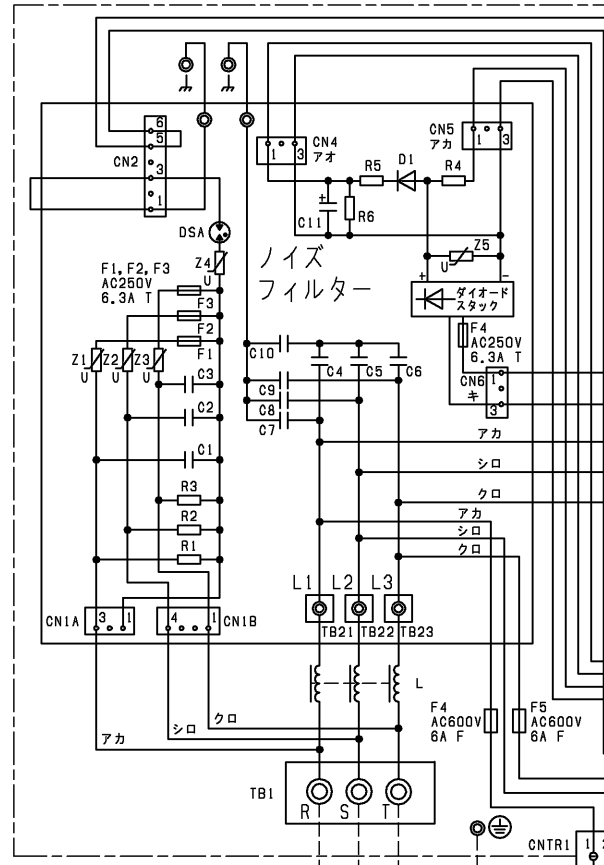 6
5
CN2
3
1
CN4
アオ
1
3
CN5
アカ
1
3
R5
D1
R4
+
C11
R6
DSA
Z4
U
Z5
U
ノイズ
フィルター
+
-
ダイオード
スタック
F1,F2,F3
AC250V
6.3A T
F3
F2
F1
F4
AC250V
6.3A T
Z1
U
Z2
U
Z3
U
C10
C4
C5
C6
C3
C9
C8
C7
C2
C1
CN6
キ
1
3
アカ
シロ
クロ
R3
R2
R1
アカ
シロ
クロ
L1
L2
L3
CN1A
3
1
4
1
CN1B
TB21
TB22
TB23
L
アカ
シロ
クロ
F4
AC600V
6A F
F5
AC600V
6A F
TB1
R
S
T
CNTR1
1